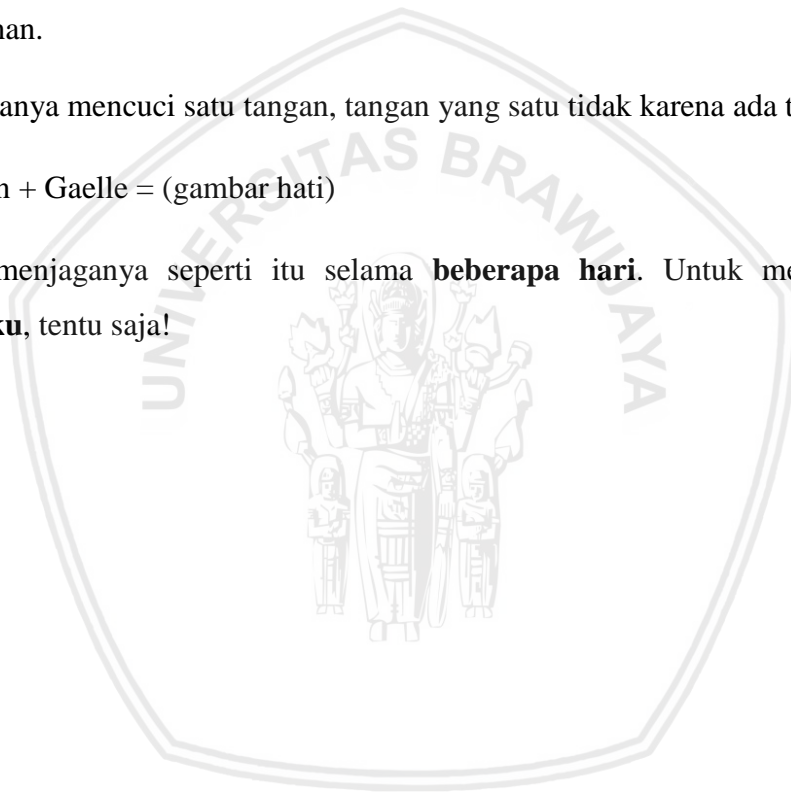 nan.
anya mencuci satu tangan, tangan yang satu tidak karena ada t
n + Gaelle = (gambar hati)
menjaganya seperti itu selama beberapa hari. Untuk me
ku, tentu saja!
UNIVERSITAS BRAWIJAYA